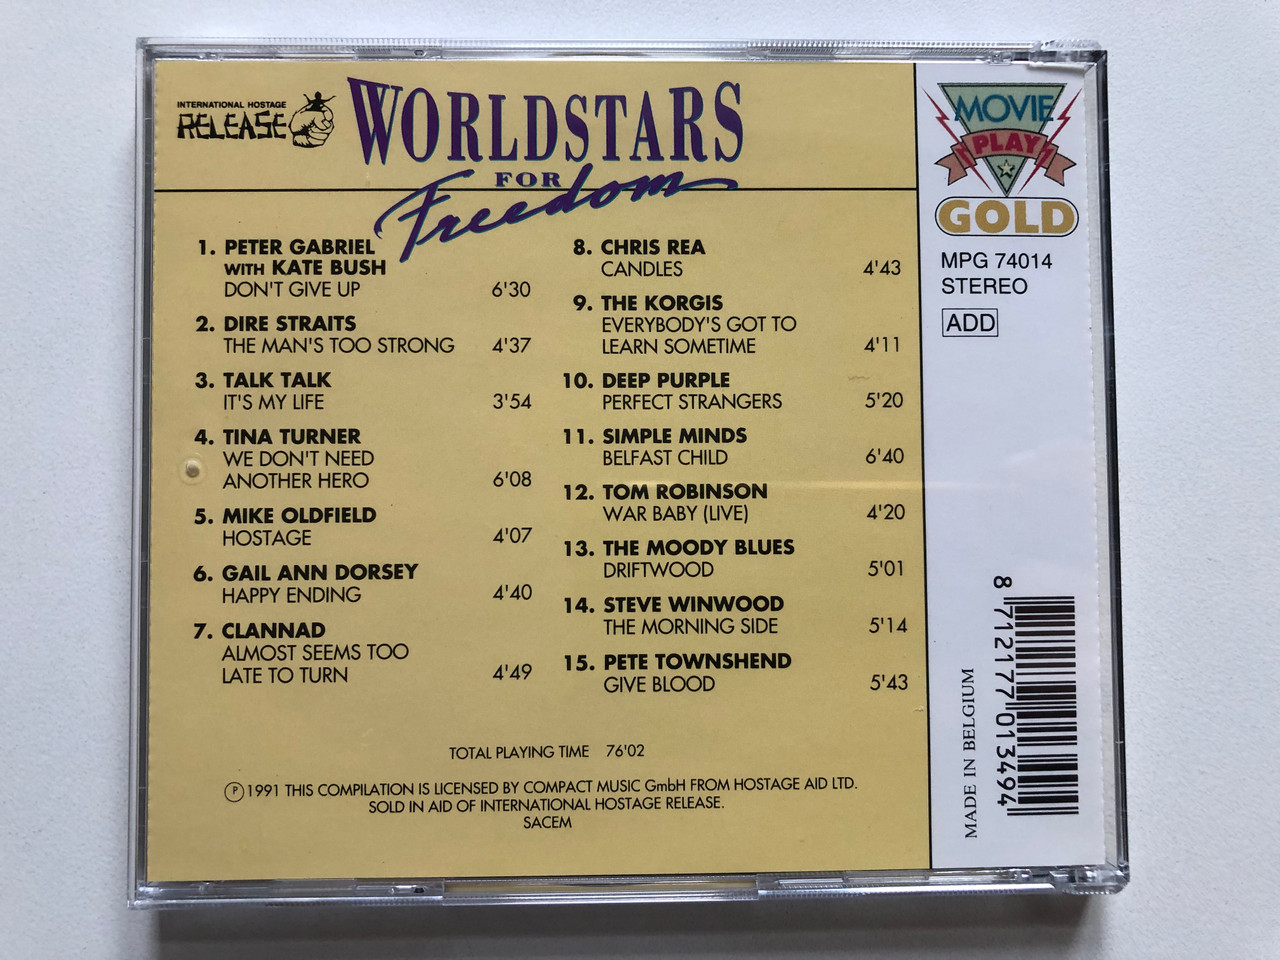 INTERNATIONAL HOSTAGE
RELEASE
WORLDSTARS
FOR
Freedom
1. PETER GABRIEL
WITH KATE BUSH
DON'T GIVE UP 6'30
2. DIRE STRAITS
THE MAN'S TOO STRONG 4'37
3. TALK TALK
IT'S MY LIFE 3'54
4. TINA TURNER
WE DON'T NEED
ANOTHER HERO 6'08
5. MIKE OLDFIELD
HOSTAGE 4'07
6. GAIL ANN DORSEY
HAPPY ENDING 4'40
7. CLANNAD
ALMOST SEEMS TOO
LATE TO TURN 4'49
8. CHRIS REA
CANDLES 4'43
9. THE KORGIS
EVERYBODY'S GOT TO
LEARN SOMETIME 4'11
10. DEEP PURPLE
PERFECT STRANGERS 5'20
11. SIMPLE MINDS
BELFAST CHILD 6'40
12. TOM ROBINSON
WAR BABY (LIVE) 4'20
13. THE MOODY BLUES
DRIFTWOOD 5'01
14. STEVE WINWOOD
THE MORNING SIDE 5'14
15. PETE TOWNSHEND
GIVE BLOOD 5'43
TOTAL PLAYING TIME 76'02
Ⓟ 1991 THIS COMPILATION IS LICENSED BY COMPACT MUSIC GmbH FROM HOSTAGE AID LTD.
SOLD IN AID OF INTERNATIONAL HOSTAGE RELEASE.
SACEM
MOVIE
PLAY
GOLD
MPG 74014
STEREO
ADD
MADE IN BELGIUM
8 712177 013494